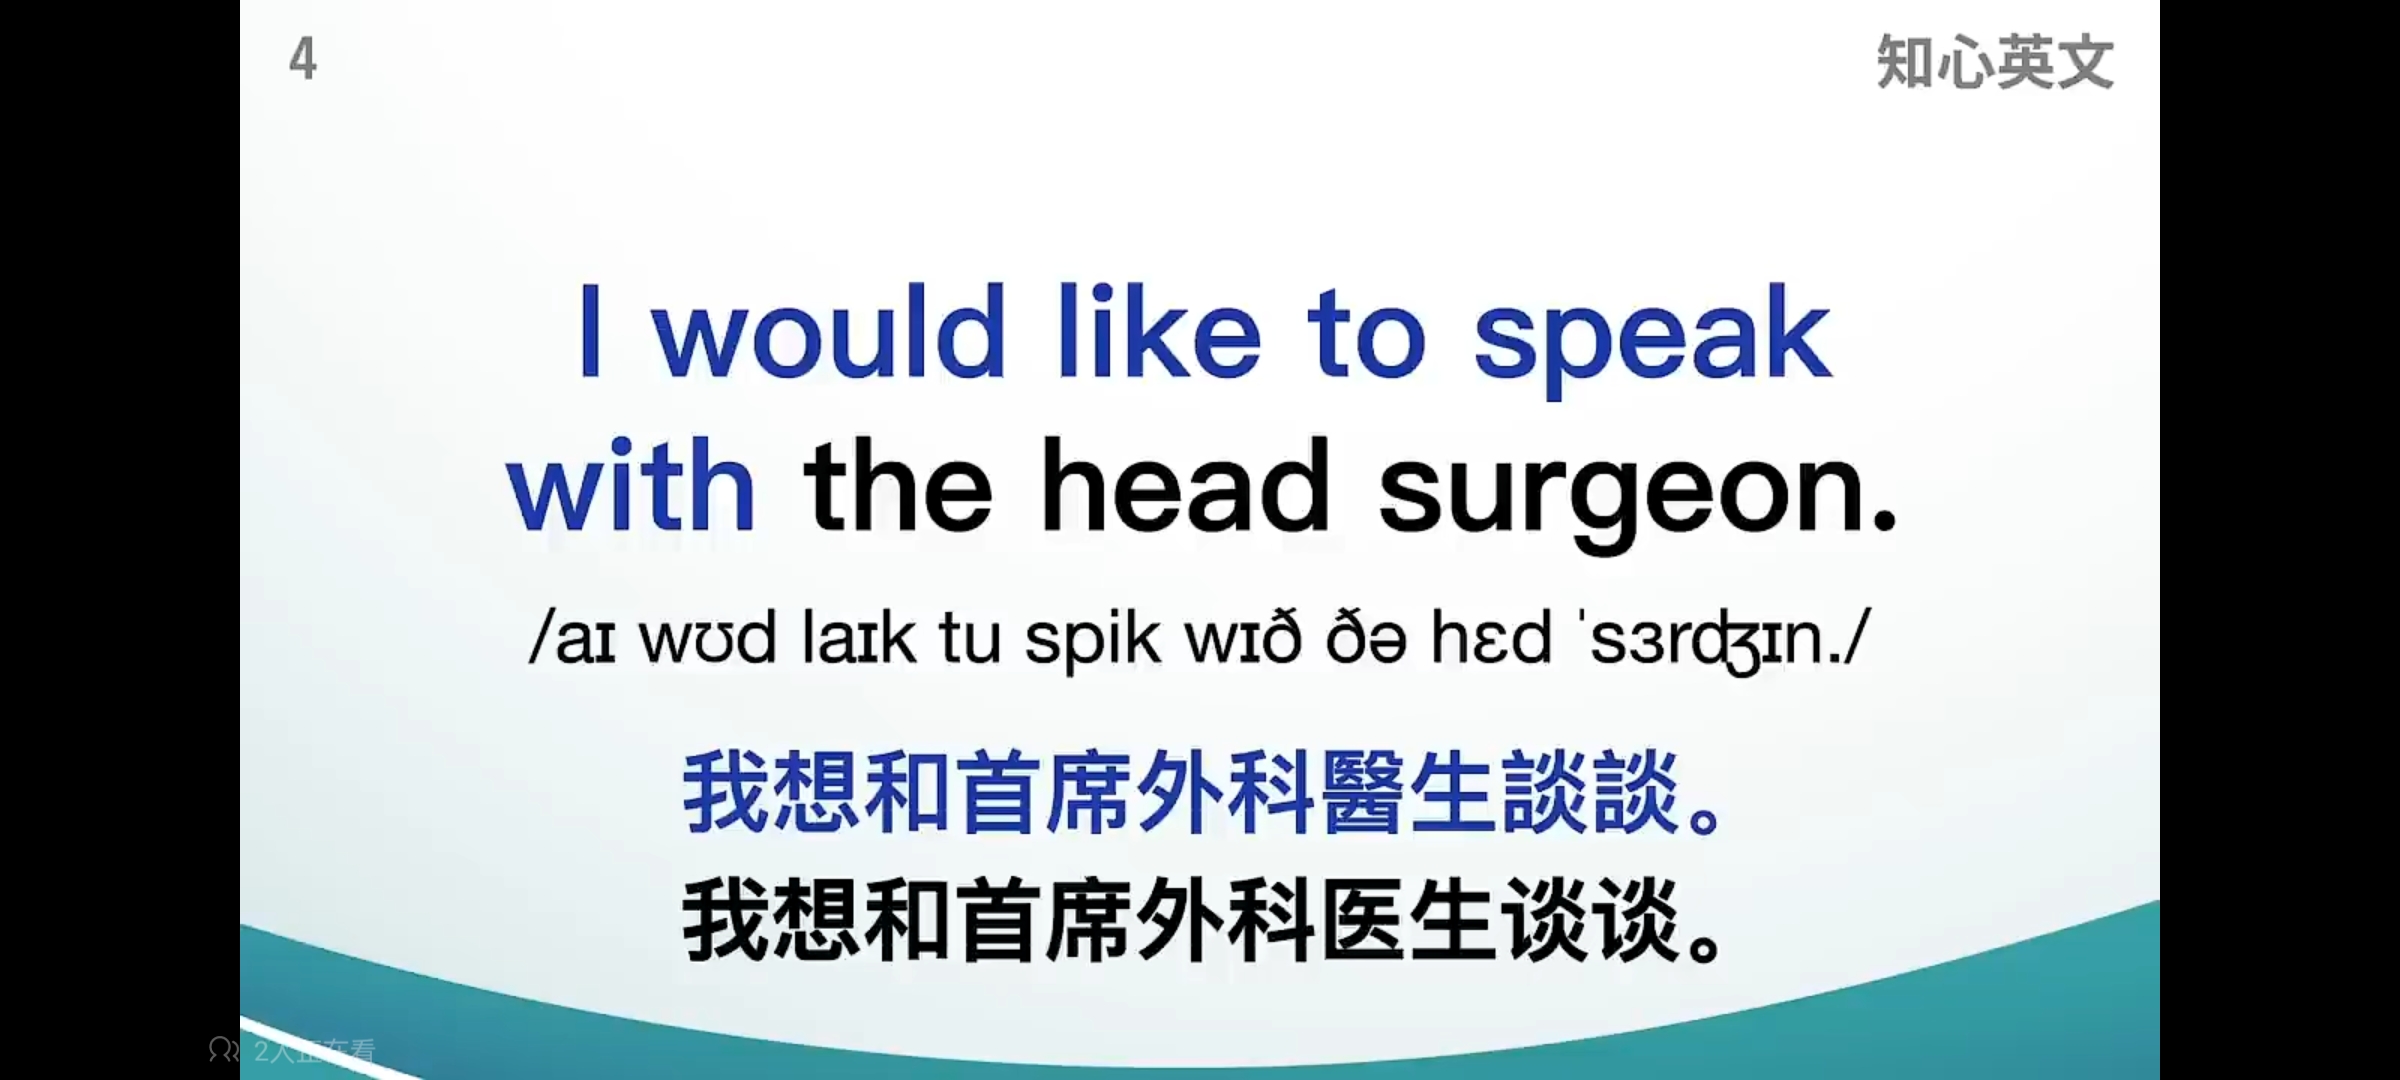 4
知心英文
I would like to speak
with the head surgeon.
/aɪ wʊd laɪk tu spik wɪð ðə hɛd ˈsɜrʤɪn./
我想和首席外科醫生談談。
我想和首席外科医生谈谈。
2人正在看